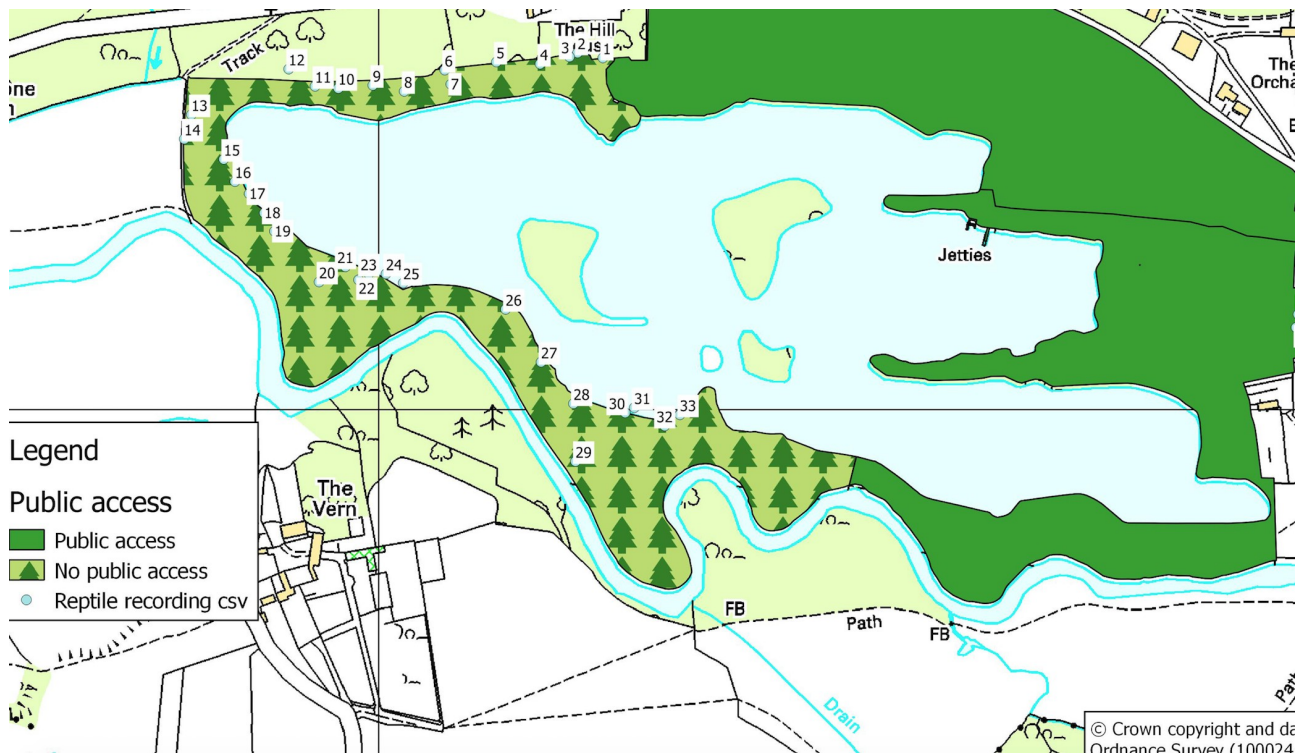 The Hill
Track
The
Orcha
1
2
3
4
5
6
7
8
9
10
11
12
13
14
15
16
17
18
19
20
21
22
23
24
25
26
27
28
29
30
31
32
33
Jetties
Legend
Public access
Public access
No public access
Reptile recording csv
The
Vern
FB
Path
FB
Drain
© Crown copyright and da
Ordnance Survey (100024